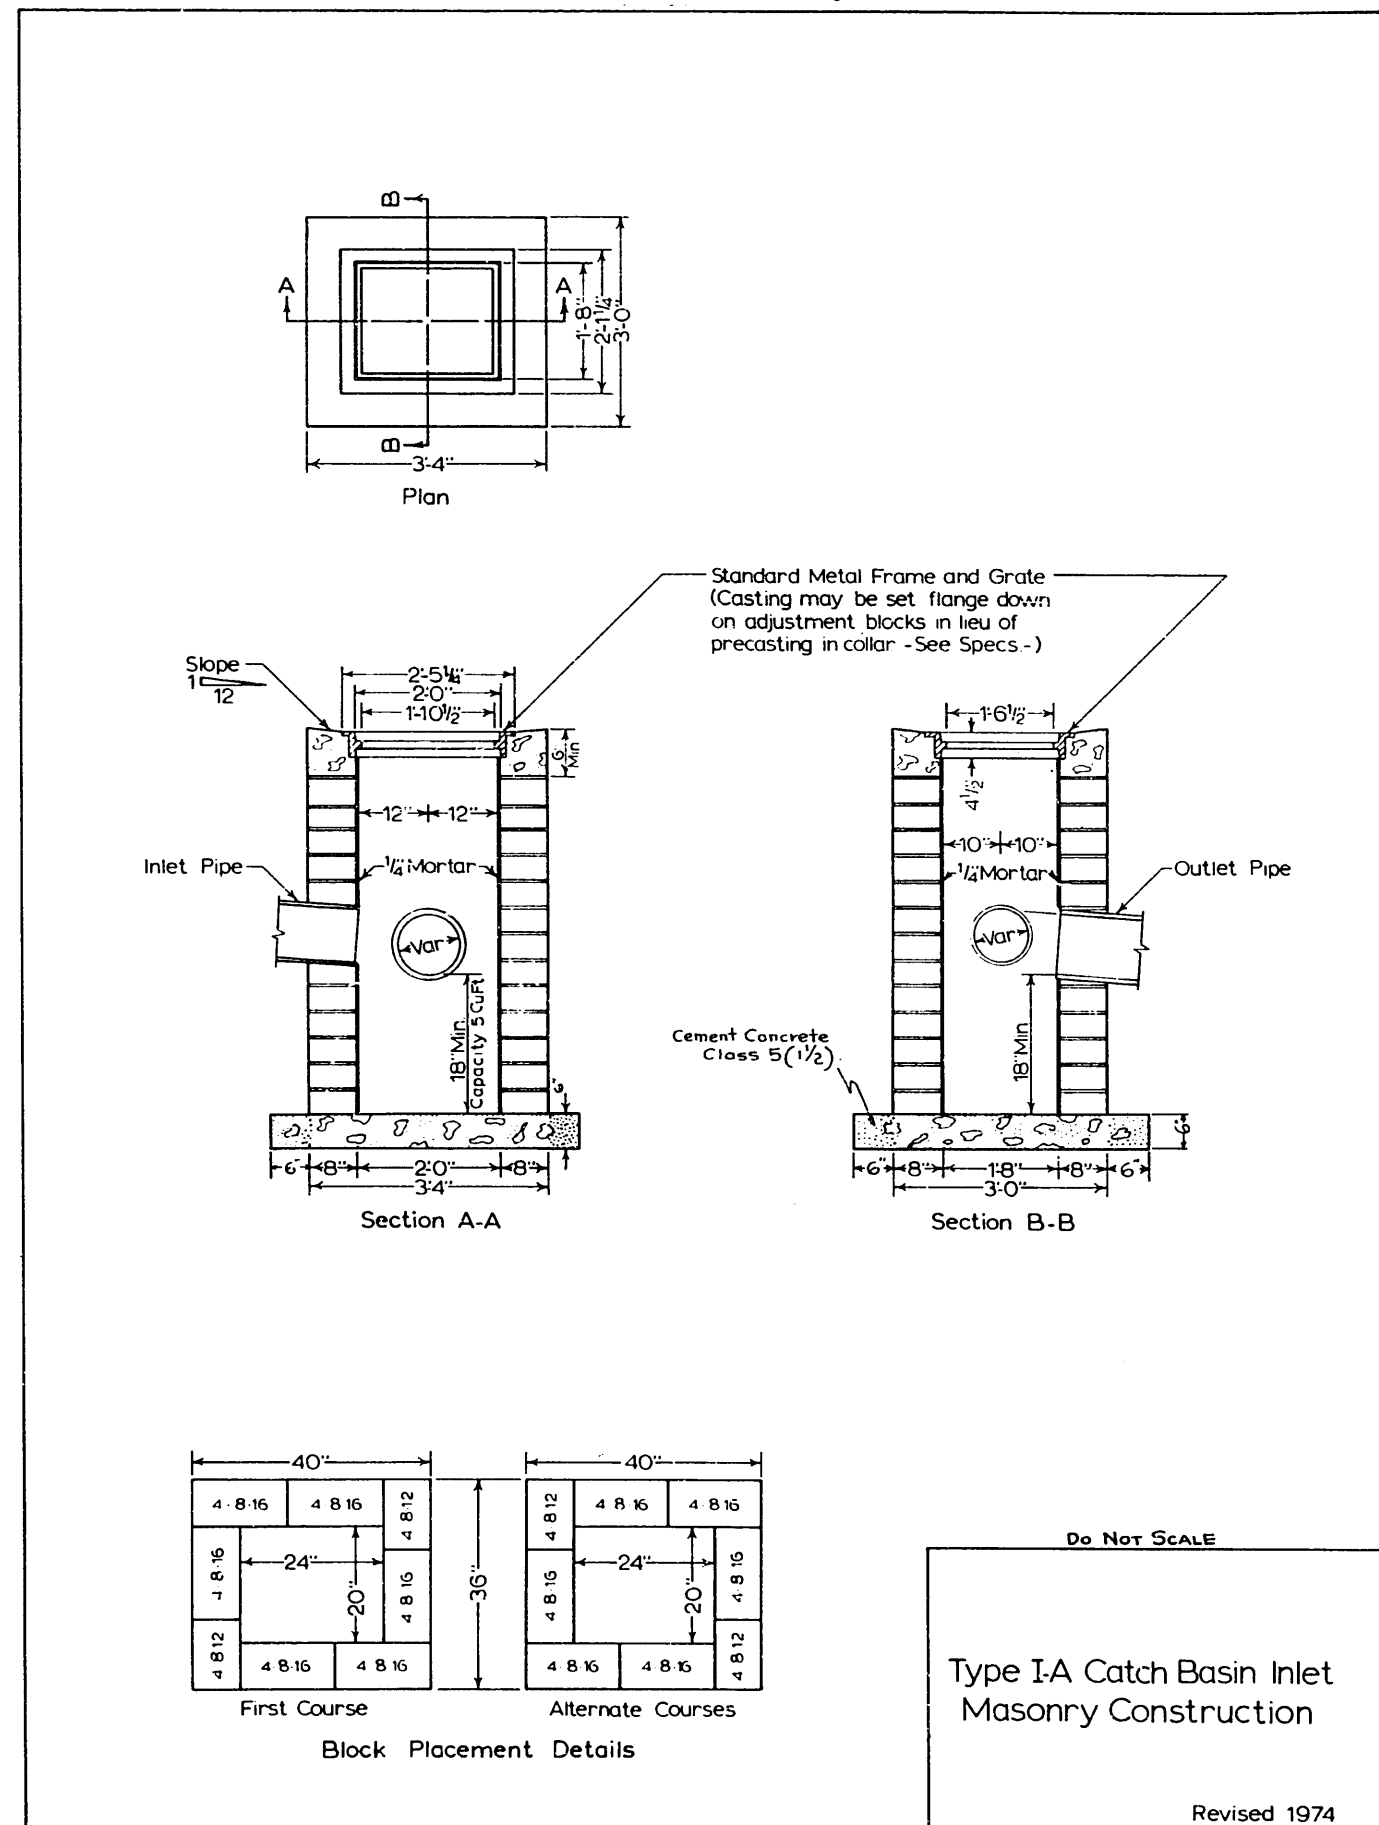 B
A
A
1'-8"
2'-1¼"
3'-0"
B
3'-4"
Plan
Standard Metal Frame and Grate
(Casting may be set flange down
on adjustment blocks in lieu of
precasting in collar -See Specs.-)
Slope
1
12
2'-5¼"
2'-0"
1'-10½"
6"
Min
12"
12"
¼" Mortar
Inlet Pipe
Var
18" Min.
Capacity 5 Cu Ft
6"
6"
8"
2'-0"
8"
3'-4"
Section A-A
1'-6½"
4½"
10"
10"
¼" Mortar
Outlet Pipe
Var
18" Min
Cement Concrete
Class 5 (1½)
6"
6"
8"
1'-8"
8"
6"
3'-0"
Section B-B
40"
4·8·16
4 8 16
4 8·12
4·8·16
24"
20"
4 8 16
4 8 12
4·8·16
4 8 16
First Course
36"
40"
4 8 12
4 8 16
4·8 16
4 8·16
24"
20"
4 8 16
4·8·16
4·8·16
4 8 12
Alternate Courses
Block Placement Details
Do Not Scale
Type I-A Catch Basin Inlet
Masonry Construction
Revised 1974